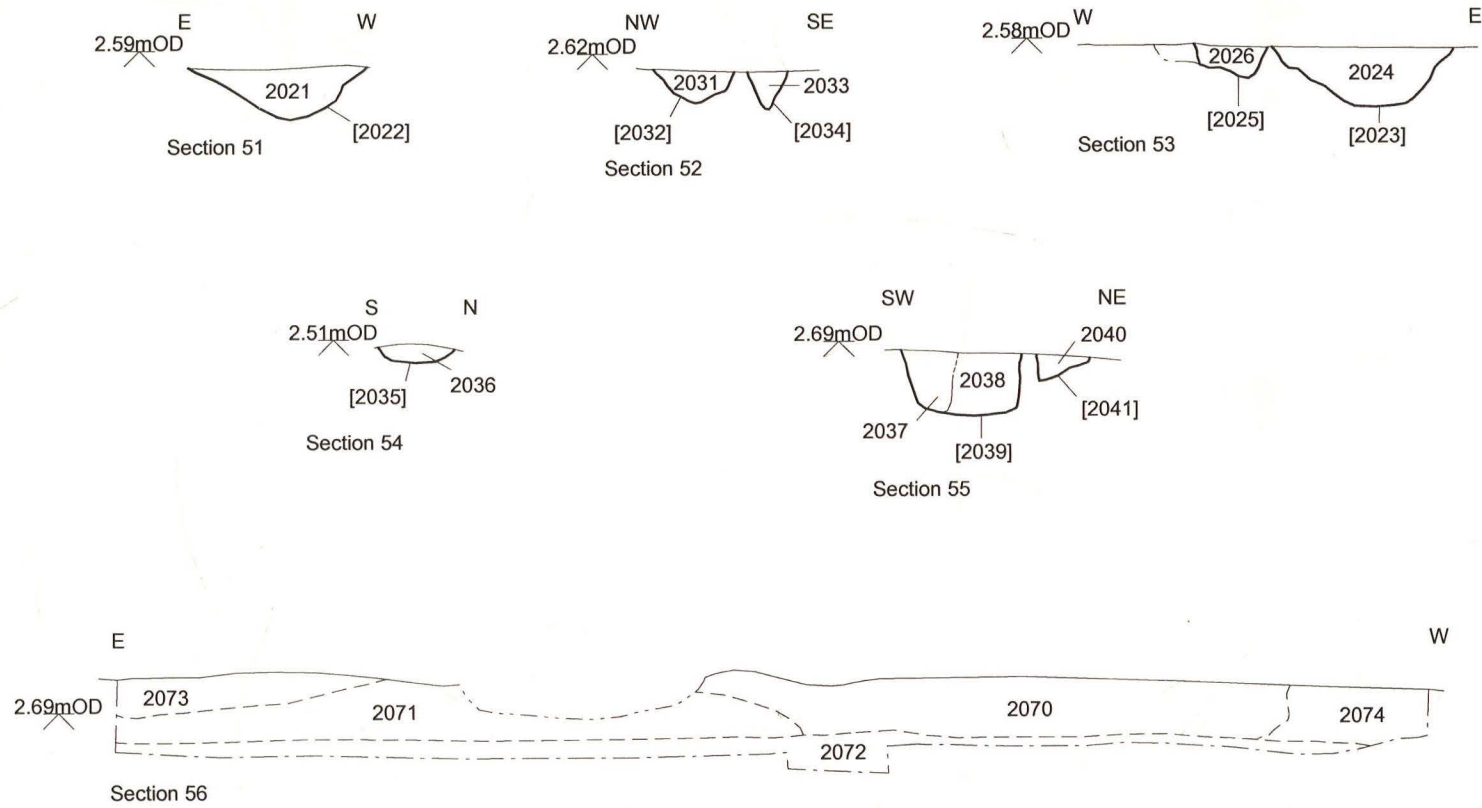 E W
2.59mOD
2021
[2022]
Section 51
NW SE
2.62mOD
2031
2033
[2032]
[2034]
Section 52
W E
2.58mOD
2026
2024
[2025]
[2023]
Section 53
S N
2.51mOD
2036
[2035]
Section 54
SW NE
2.69mOD
2040
2038
[2041]
2037
[2039]
Section 55
E W
2.69mOD
2073
2071
2070
2074
2072
Section 56